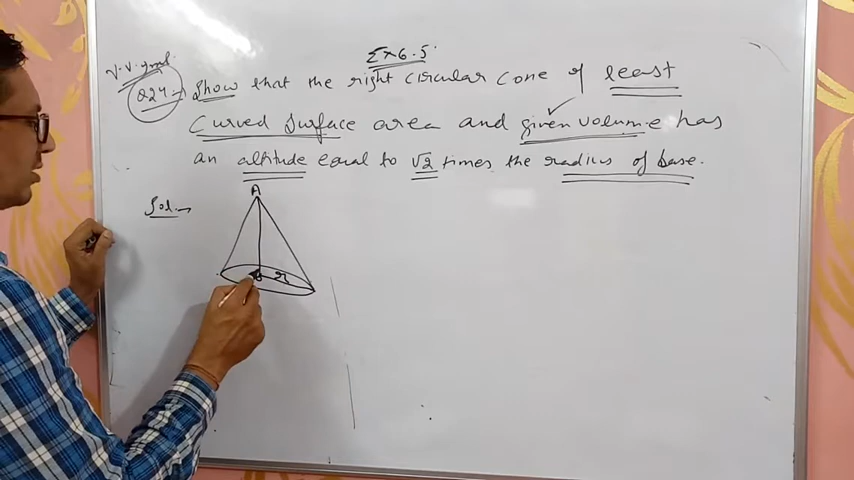 Ex 6.5
V.V. Imp.
Q24→ Show that the right circular cone of least
curved surface area and given volume has
an altitude equal to √2 times the radius of base.
Sol.→
A
r